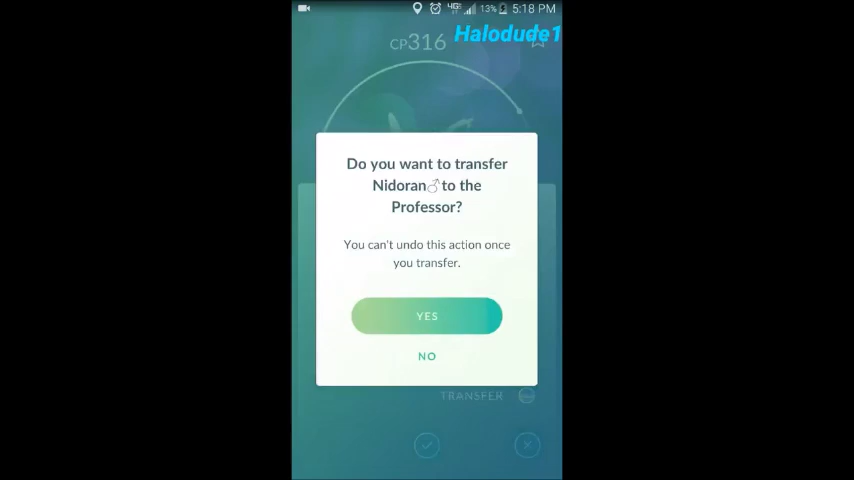 4G 13% 5:18 PM
Halodude1
CP316
Do you want to transfer
Nidoran♂to the
Professor?
You can't undo this action once
you transfer.
YES
NO
TRANSFER